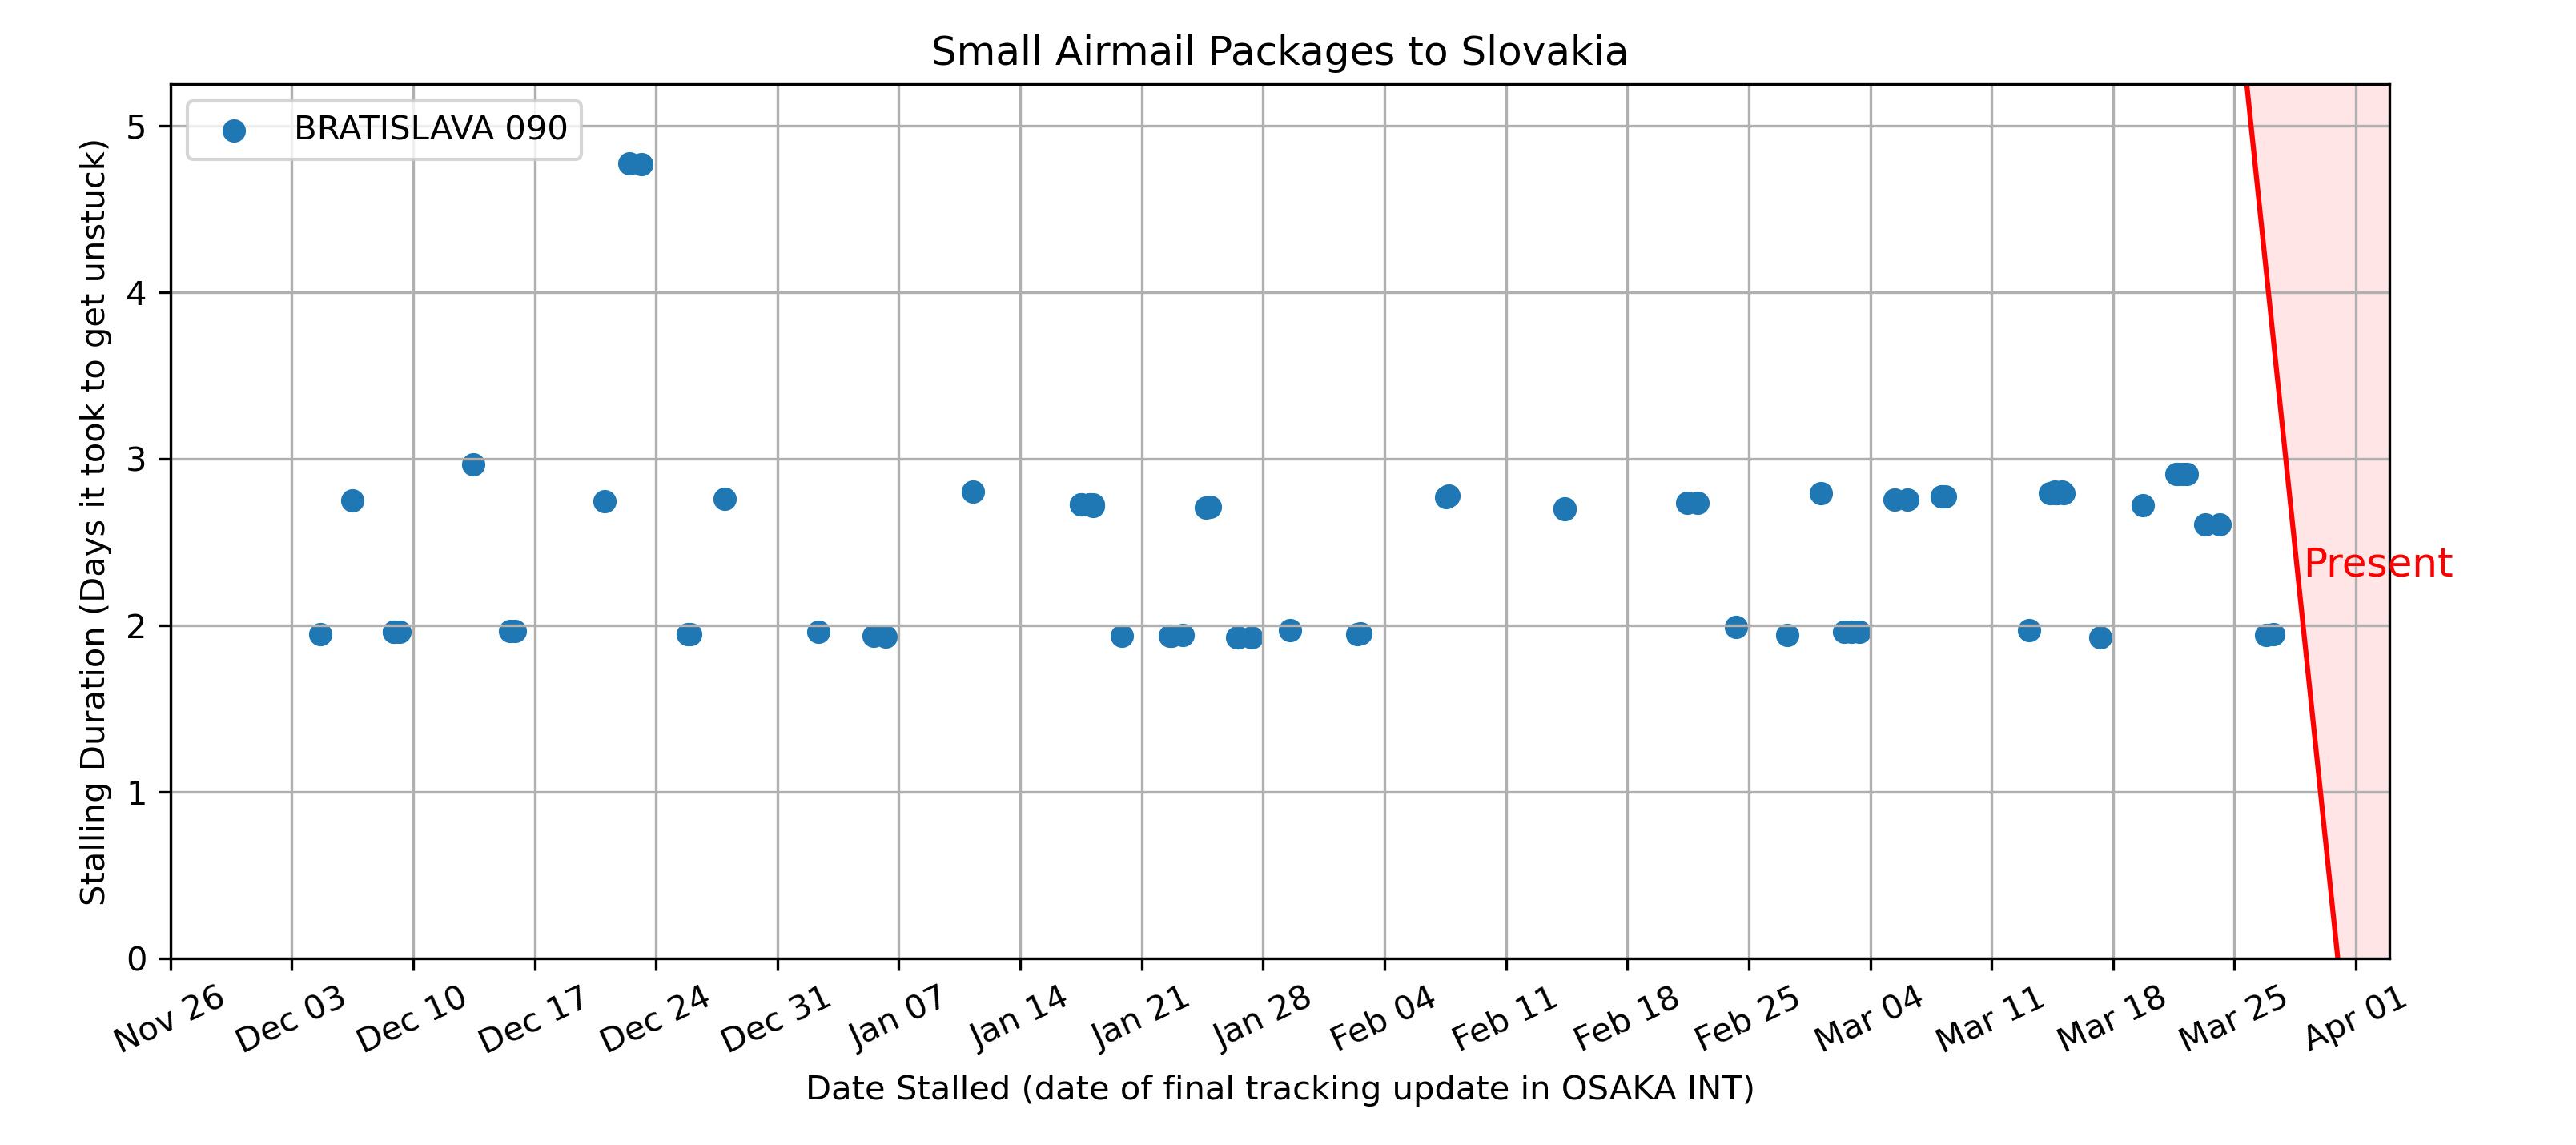 Small Airmail Packages to Slovakia
BRATISLAVA 090
Stalling Duration (Days it took to get unstuck)
5
4
3
2
1
0
Present
Nov 26
Dec 03
Dec 10
Dec 17
Dec 24
Dec 31
Jan 07
Jan 14
Jan 21
Jan 28
Feb 04
Feb 11
Feb 18
Feb 25
Mar 04
Mar 11
Mar 18
Mar 25
Apr 01
Date Stalled (date of final tracking update in OSAKA INT)